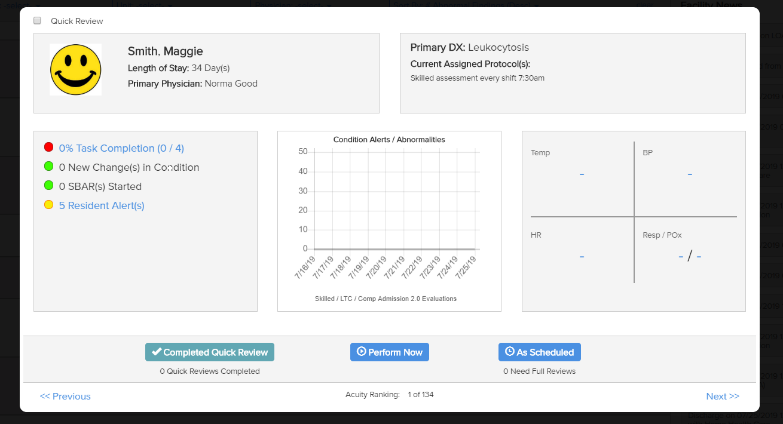 Quick Review
Smith, Maggie
Length of Stay: 34 Day(s)
Primary Physician: Norma Good
Primary DX: Leukocytosis
Current Assigned Protocol(s):
Skilled assessment every shift 7:30am
0% Task Completion (0 / 4)
0 New Change(s) in Condition
0 SBAR(s) Started
5 Resident Alert(s)
Condition Alerts / Abnormalities
50
40
30
20
10
0
7/16/19 7/17/19 7/18/19 7/19/19 7/20/19 7/21/19 7/22/19 7/23/19 7/24/19 7/25/19
Skilled / LTC / Comp Admission 2.0 Evaluations
Temp BP
- -
HR Resp / POx
- - / -
Completed Quick Review Perform Now As Scheduled
0 Quick Reviews Completed 0 Need Full Reviews
<< Previous Acuity Ranking: 1 of 134 Next >>